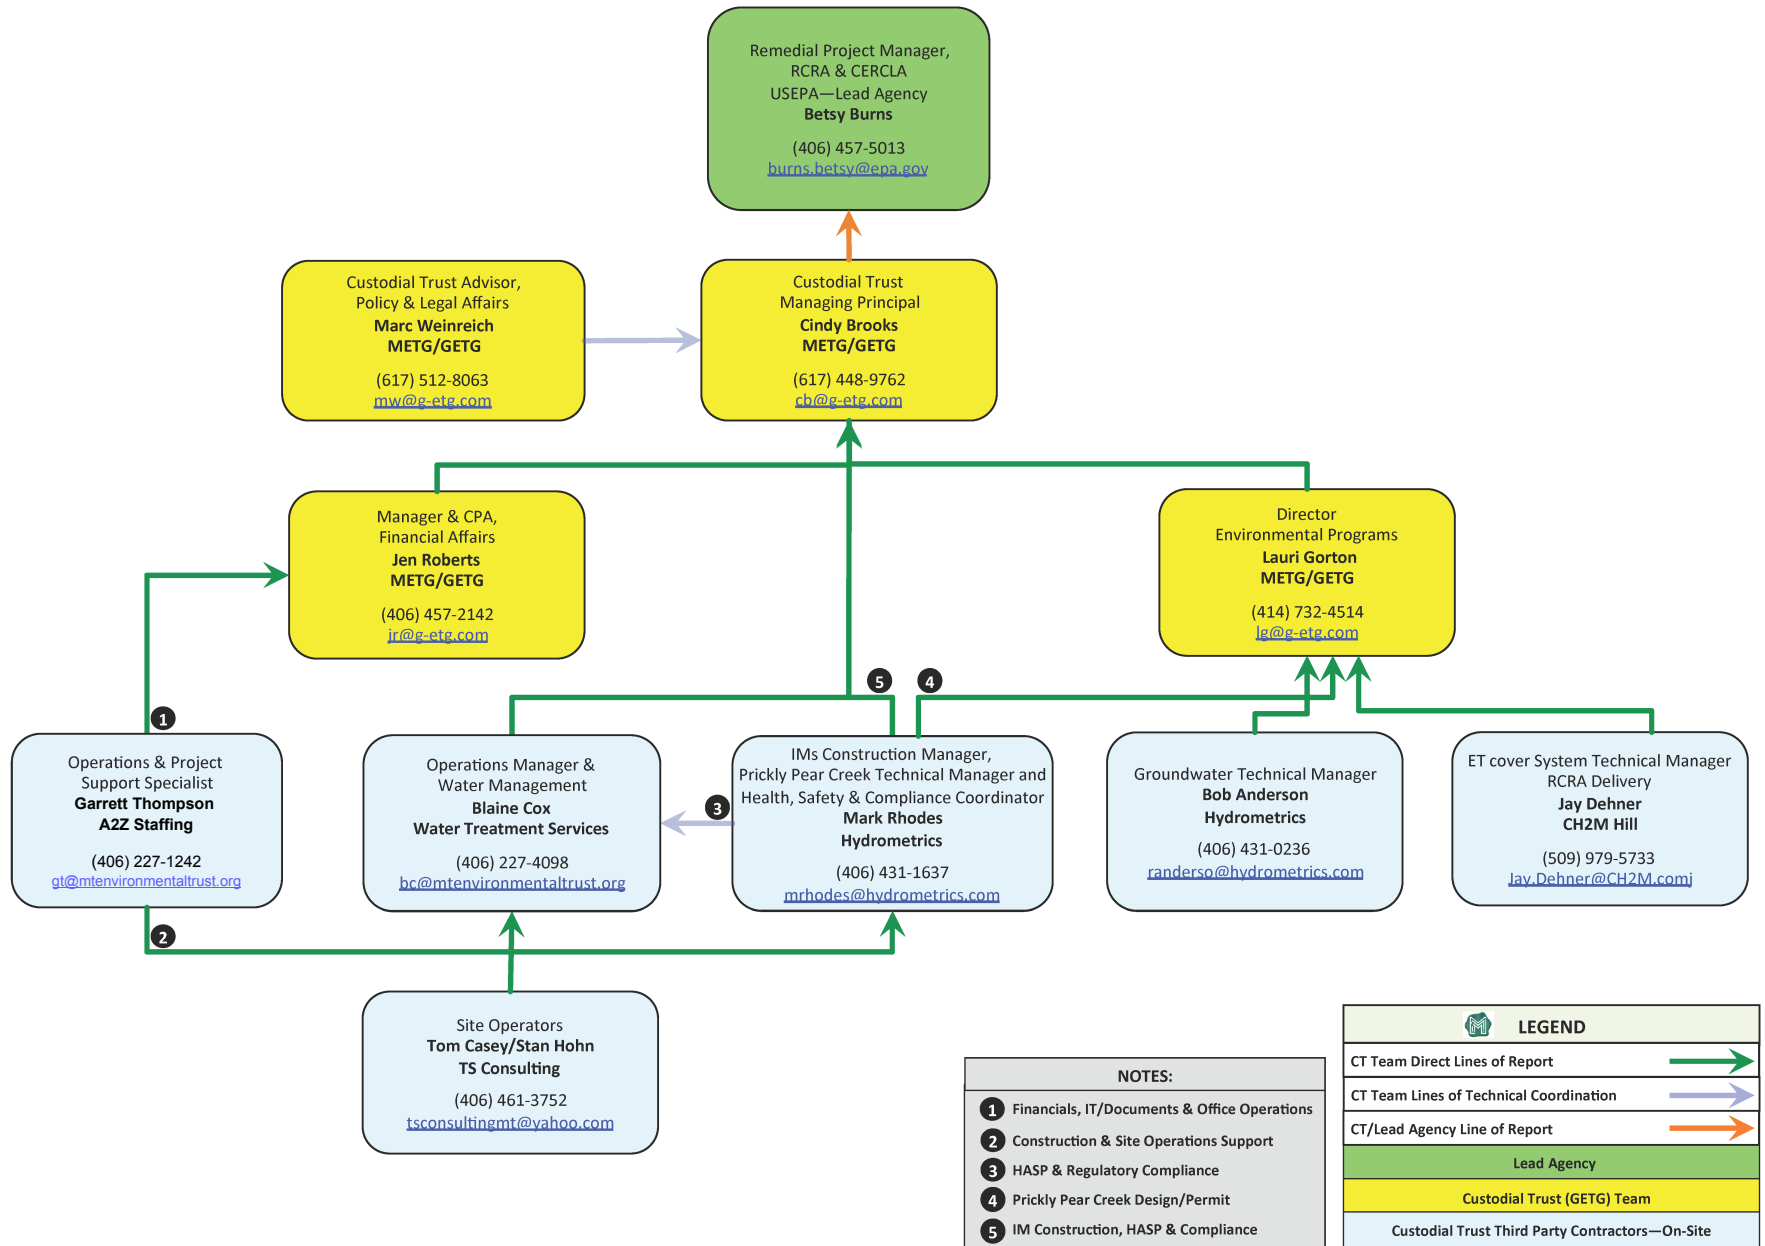 Remedial Project Manager,
RCRA & CERCLA
USEPA—Lead Agency
Betsy Burns
(406) 457-5013
burns.betsy@epa.gov
Custodial Trust Advisor,
Policy & Legal Affairs
Marc Weinreich
METG/GETG
(617) 512-8063
mw@g-etg.com
Custodial Trust
Managing Principal
Cindy Brooks
METG/GETG
(617) 448-9762
cb@g-etg.com
Manager & CPA,
Financial Affairs
Jen Roberts
METG/GETG
(406) 457-2142
jr@g-etg.com
Director
Environmental Programs
Lauri Gorton
METG/GETG
(414) 732-4514
lg@g-etg.com
5
4
1
Operations & Project
Support Specialist
Garrett Thompson
A2Z Staffing
(406) 227-1242
gt@mtenvironmentaltrust.org
Operations Manager &
Water Management
Blaine Cox
Water Treatment Services
(406) 227-4098
bc@mtenvironmentaltrust.org
3
IMs Construction Manager,
Prickly Pear Creek Technical Manager and
Health, Safety & Compliance Coordinator
Mark Rhodes
Hydrometrics
(406) 431-1637
mrhodes@hydrometrics.com
Groundwater Technical Manager
Bob Anderson
Hydrometrics
(406) 431-0236
randerso@hydrometrics.com
ET cover System Technical Manager
RCRA Delivery
Jay Dehner
CH2M Hill
(509) 979-5733
Jay.Dehner@CH2M.comj
2
Site Operators
Tom Casey/Stan Hohn
TS Consulting
(406) 461-3752
tsconsultingmt@yahoo.com
NOTES:
1 Financials, IT/Documents & Office Operations
2 Construction & Site Operations Support
3 HASP & Regulatory Compliance
4 Prickly Pear Creek Design/Permit
5 IM Construction, HASP & Compliance
M LEGEND
CT Team Direct Lines of Report
CT Team Lines of Technical Coordination
CT/Lead Agency Line of Report
Lead Agency
Custodial Trust (GETG) Team
Custodial Trust Third Party Contractors—On-Site